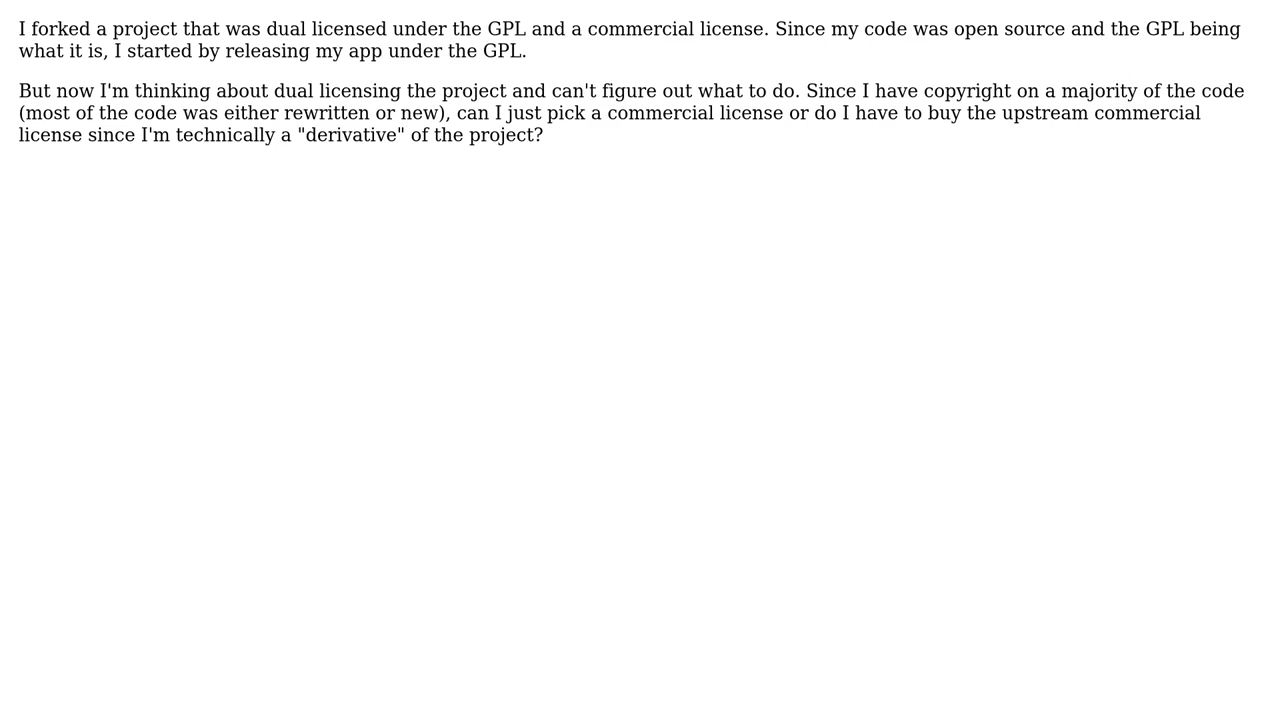 I forked a project that was dual licensed under the GPL and a commercial license. Since my code was open source and the GPL being
what it is, I started by releasing my app under the GPL.
But now I'm thinking about dual licensing the project and can't figure out what to do. Since I have copyright on a majority of the code
(most of the code was either rewritten or new), can I just pick a commercial license or do I have to buy the upstream commercial
license since I'm technically a "derivative" of the project?